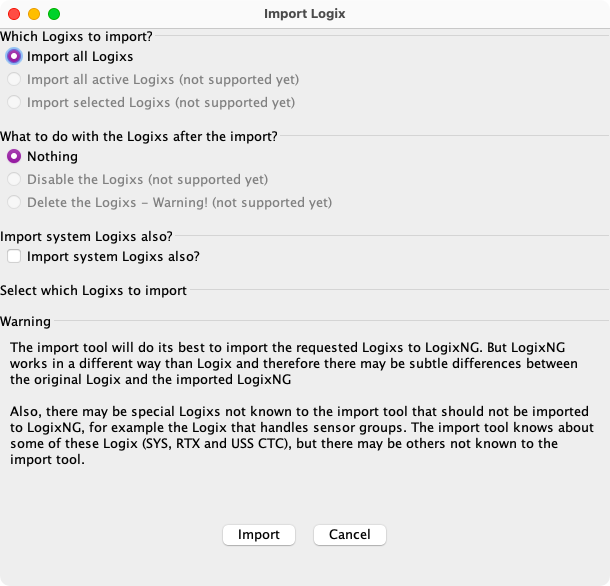 Import Logix
Which Logixs to import?
Import all Logixs
Import all active Logixs (not supported yet)
Import selected Logixs (not supported yet)
What to do with the Logixs after the import?
Nothing
Disable the Logixs (not supported yet)
Delete the Logixs – Warning! (not supported yet)
Import system Logixs also?
Import system Logixs also?
Select which Logixs to import
Warning
The import tool will do its best to import the requested Logixs to LogixNG. But LogixNG
works in a different way than Logix and therefore there may be subtle differences between
the original Logix and the imported LogixNG
Also, there may be special Logixs not known to the import tool that should not be imported
to LogixNG, for example the Logix that handles sensor groups. The import tool knows about
some of these Logix (SYS, RTX and USS CTC), but there may be others not known to the
import tool.
Import
Cancel